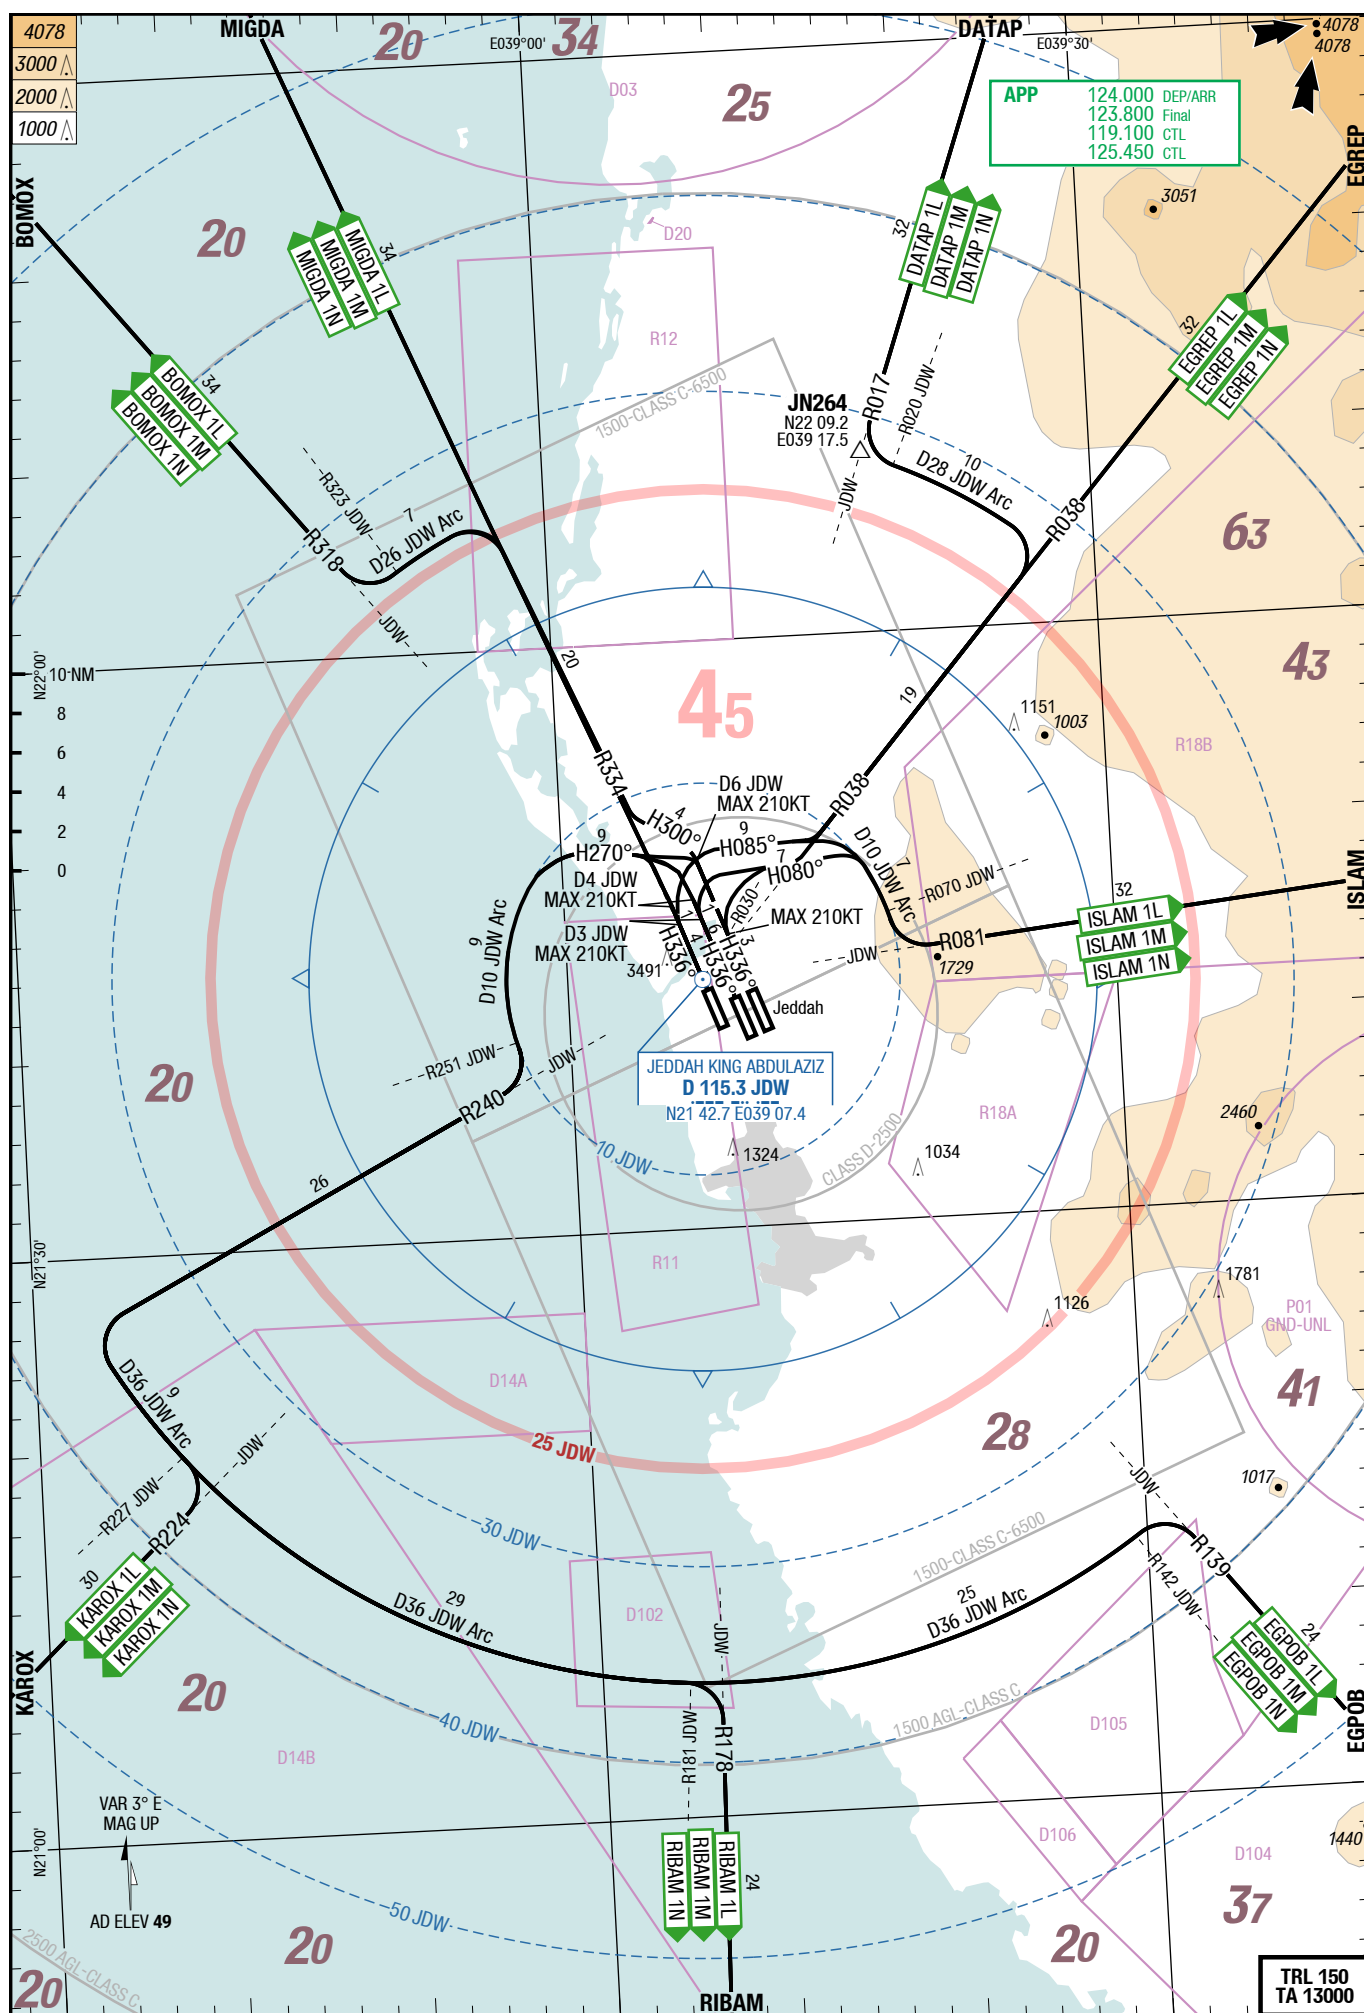 4078
3000
2000
1000
MIGDA
20
E039°00'
34
DATAP
E039°30'
4078
4078
D03
25
APP 124.000 DEP/ARR
123.800 Final
119.100 CTL
125.450 CTL
EGREP
BOMOX
3051
20
D20
MIGDA 1L
MIGDA 1M
MIGDA 1N
34
32
DATAP 1L
DATAP 1M
DATAP 1N
R12
32
EGREP 1L
EGREP 1M
EGREP 1N
34
BOMOX 1L
BOMOX 1M
BOMOX 1N
1500-CLASS C-6500
JN264
N22 09.2
E039 17.5
R017
R020 JDW
JDW
10
D28 JDW Arc
R323 JDW
R318
JDW
7
D26 JDW Arc
R038
63
43
N22°00'
10 NM
8
6
4
2
0
20
45
19
1151
1003
R18B
R334
D6 JDW
MAX 210KT
R038
4
H300°
9
H270°
9
H085°
7
H080°
D10 JDW Arc
7
D4 JDW
MAX 210KT
D3 JDW
MAX 210KT
R030
MAX 210KT
R070 JDW
32
ISLAM
ISLAM 1L
ISLAM 1M
ISLAM 1N
R081
JDW
1729
9
D10 JDW Arc
1
4
H336°
1
6
H336°
3
H336°
3491
Jeddah
R251 JDW
JDW
R240
JEDDAH KING ABDULAZIZ
D 115.3 JDW
N21 42.7 E039 07.4
20
R18A
2460
10 JDW
1324
CLASS D-2500
1034
26
N21°30'
R11
1781
1126
P01
GND-UNL
D36 JDW Arc
9
D14A
41
28
25 JDW
JDW
R227 JDW
R224
JDW
1017
30 JDW
1500-CLASS C-6500
R142 JDW
R139
30
KAROX 1L
KAROX 1M
KAROX 1N
29
D36 JDW Arc
D102
25
D36 JDW Arc
24
EGPOB 1L
EGPOB 1M
EGPOB 1N
KAROX
20
JDW
40 JDW
1500 AGL-CLASS C
D105
EGPOB
D14B
R181 JDW
R178
VAR 3° E
MAG UP
D106
D104
1440
N21°00'
RIBAM 1N
RIBAM 1M
RIBAM 1L
24
AD ELEV 49
50 JDW
37
2500 AGL-CLASS C
20
20
20
RIBAM
TRL 150
TA 13000